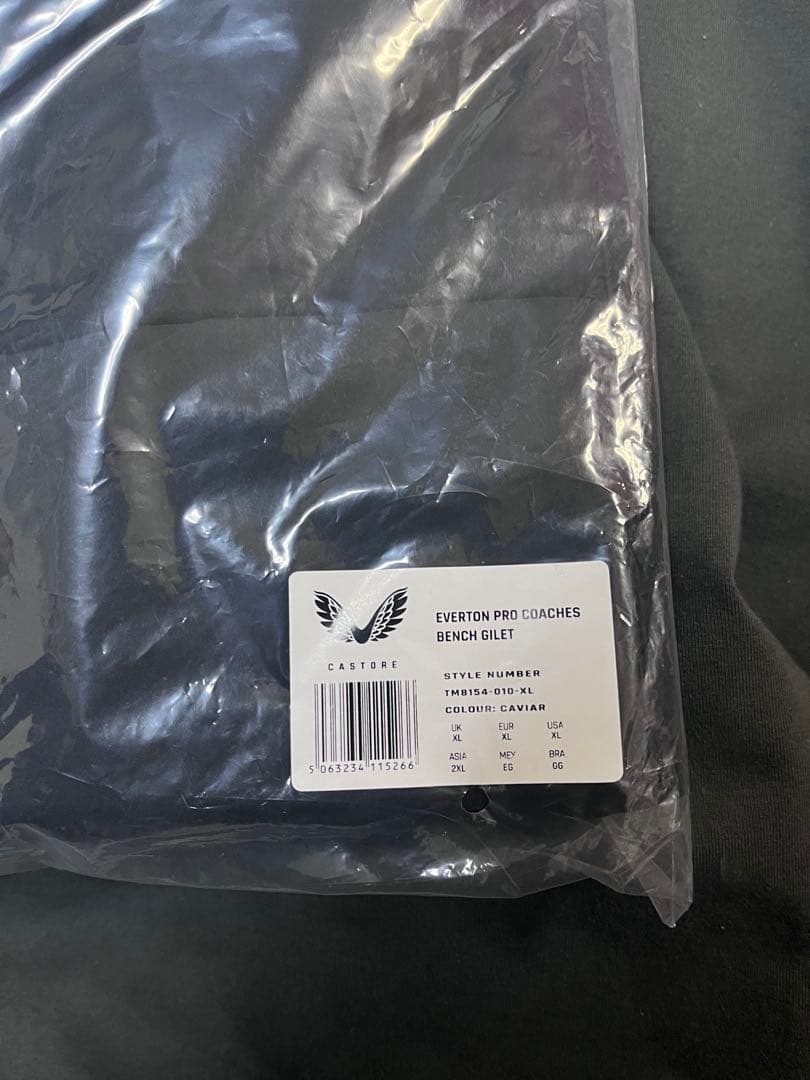 CASTORE
EVERTON PRO COACHES
BENCH GILET
STYLE NUMBER
TM8154-010-XL
COLOUR: CAVIAR
UK EUR USA
XL XL XL
ASIA MEX BRA
2XL EG GG
5 063234 115266